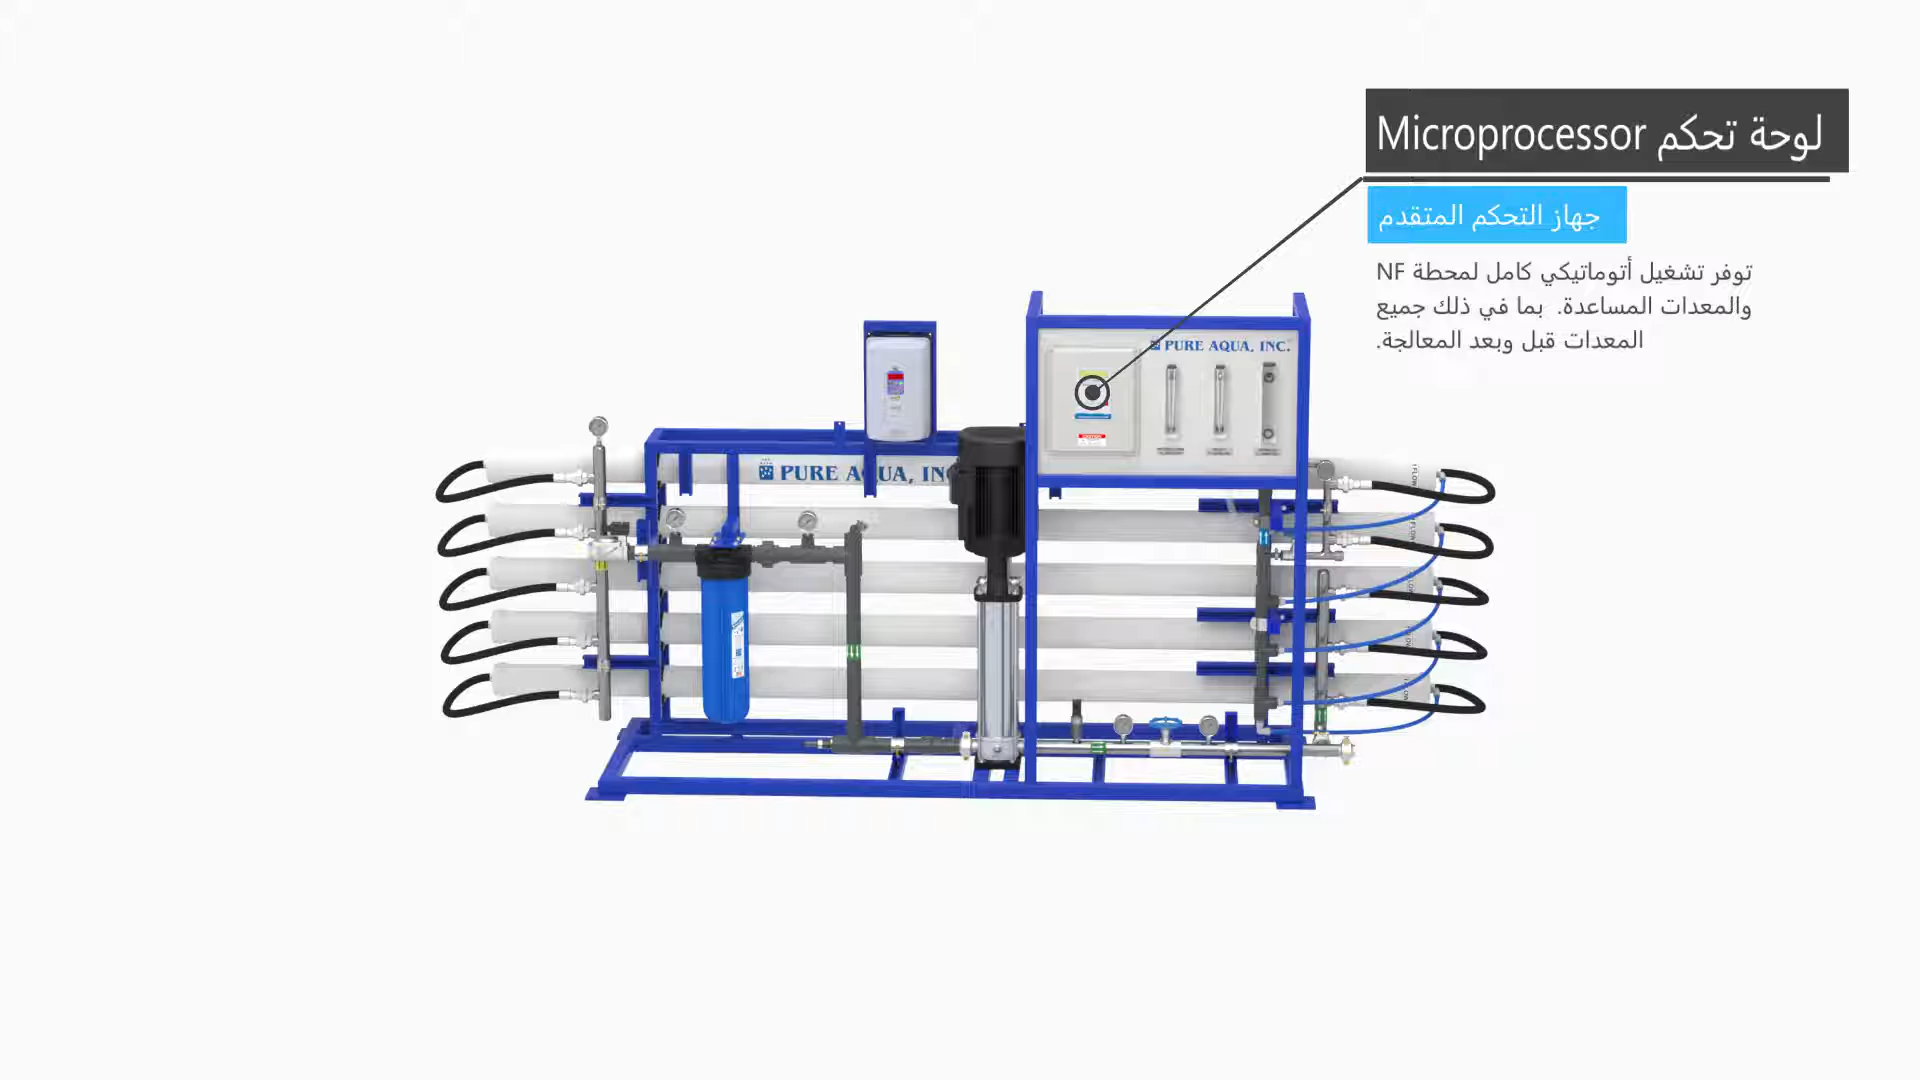 لوحة تحكم Microprocessor
جهاز التحكم المتقدم
توفر تشغيل أتوماتيكي كامل لمحطة NF
والمعدات المساعدة. بما في ذلك جميع
المعدات قبل وبعد المعالجة.
PURE AQUA, INC.
PURE AQUA, IN